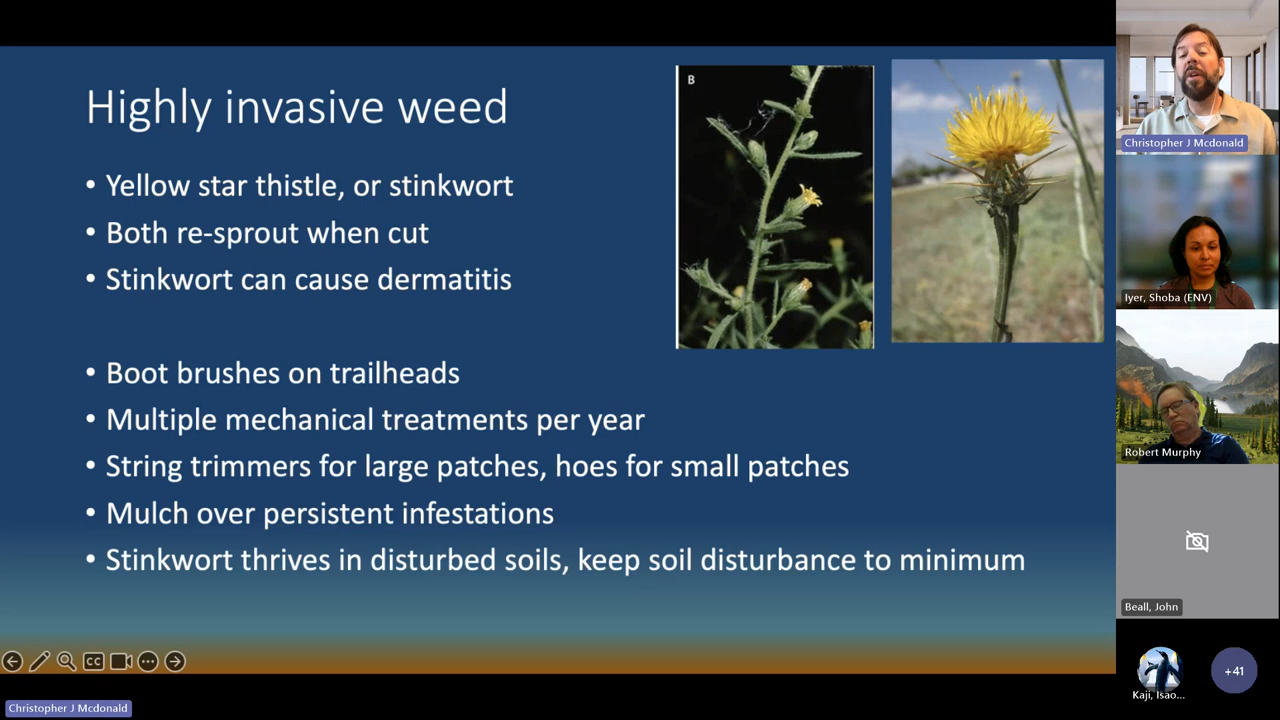 Highly invasive weed
• Yellow star thistle, or stinkwort
• Both re-sprout when cut
• Stinkwort can cause dermatitis
• Boot brushes on trailheads
• Multiple mechanical treatments per year
• String trimmers for large patches, hoes for small patches
• Mulch over persistent infestations
• Stinkwort thrives in disturbed soils, keep soil disturbance to minimum
B
CC
Christopher J Mcdonald
Christopher J Mcdonald
Iyer, Shoba (ENV)
Robert Murphy
Beall, John
Kaji, Isao...
+41